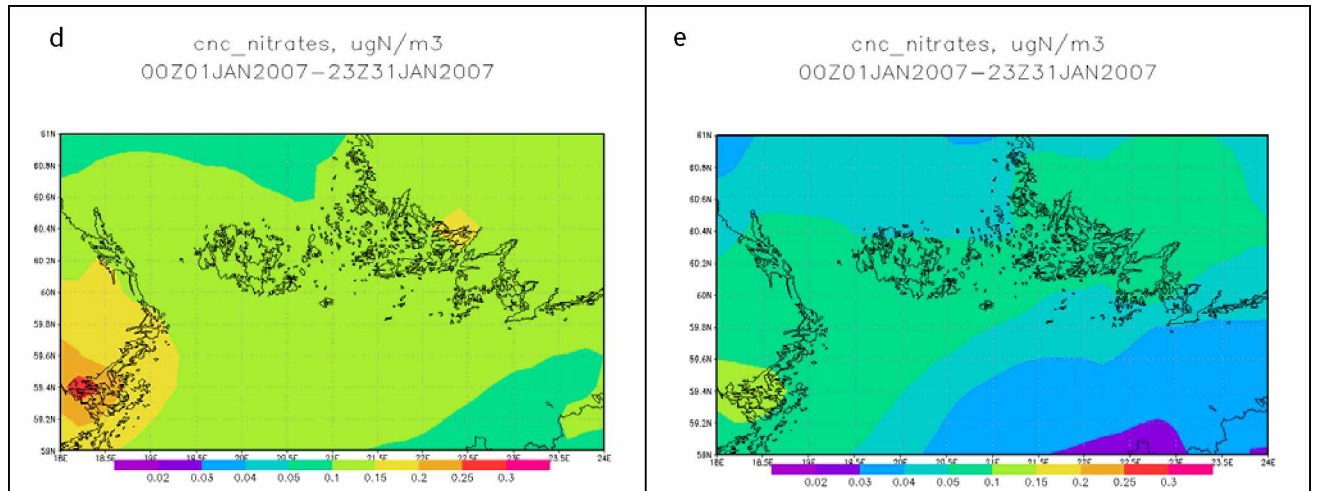 d
cnc_nitrates, ugN/m3
00Z01JAN2007–23Z31JAN2007
61N
60.8N
60.6N
60.4N
60.2N
60N
59.8N
59.6N
59.4N
59.2N
59N
18E 18.5E 19E 19.5E 20E 20.5E 21E 21.5E 22E 22.5E 23E 23.5E 24E
0.02 0.03 0.04 0.05 0.1 0.15 0.2 0.25 0.3
e
cnc_nitrates, ugN/m3
00Z01JAN2007–23Z31JAN2007
61N
60.8N
60.6N
60.4N
60.2N
60N
59.8N
59.6N
59.4N
59.2N
59N
18E 18.5E 19E 19.5E 20E 20.5E 21E 21.5E 22E 22.5E 23E 23.5E 24E
0.02 0.03 0.04 0.05 0.1 0.15 0.2 0.25 0.3